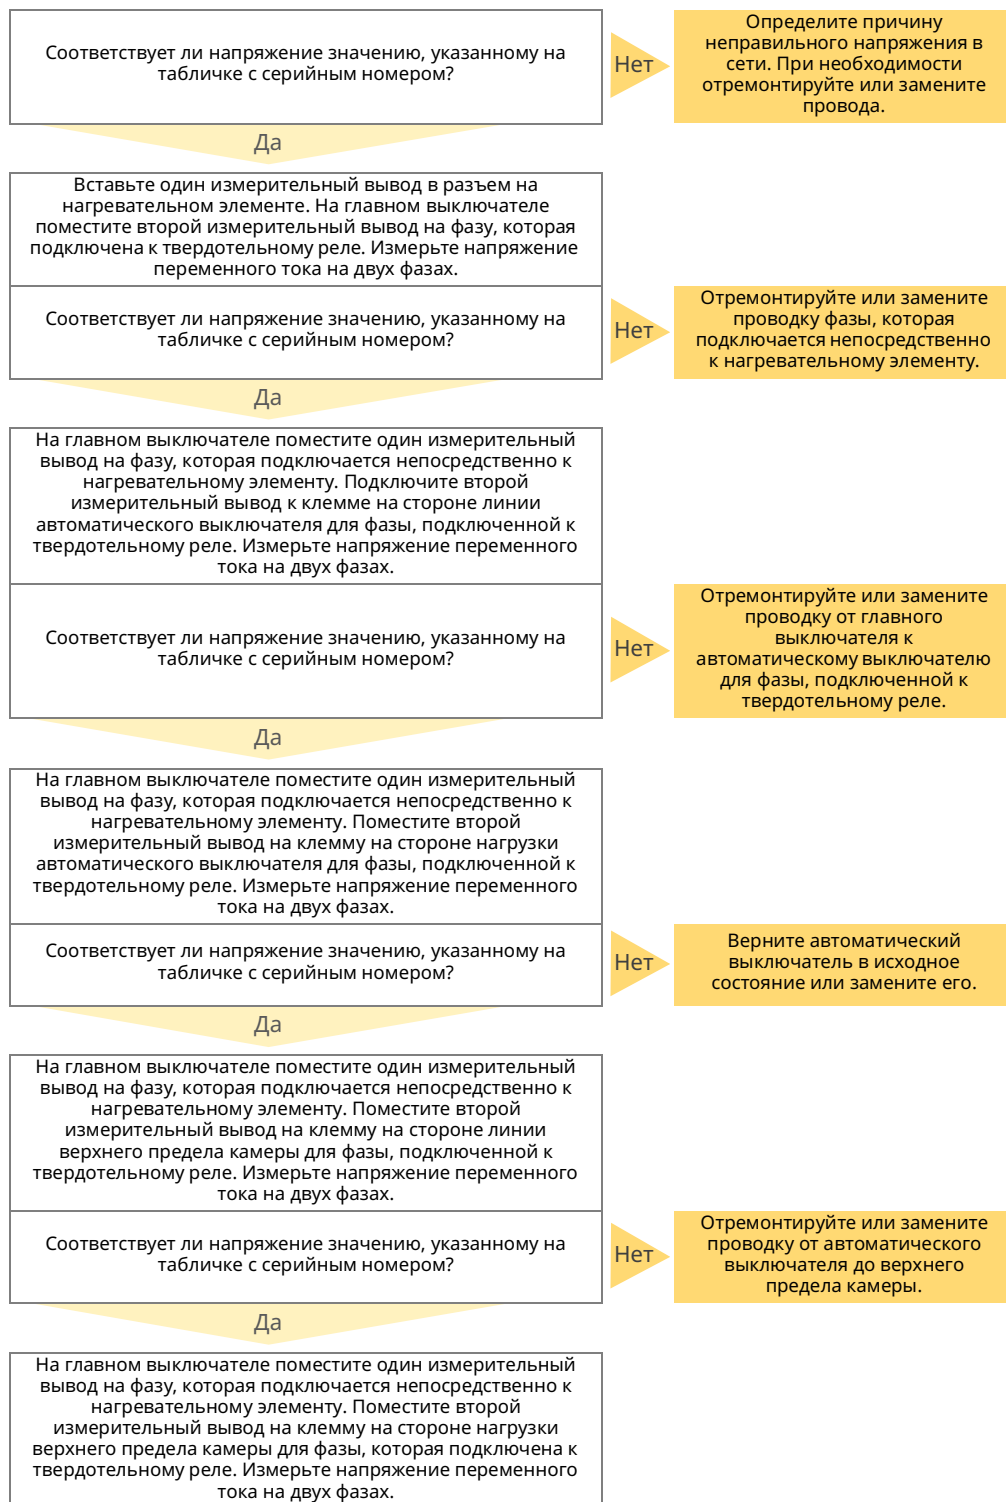 Соответствует ли напряжение значению, указанному на
табличке с серийным номером?
Нет
Определите причину
неправильного напряжения в
сети. При необходимости
отремонтируйте или замените
провода.
Да
Вставьте один измерительный вывод в разъем на
нагревательном элементе. На главном выключателе
поместите второй измерительный вывод на фазу, которая
подключена к твердотельному реле. Измерьте напряжение
переменного тока на двух фазах.
Соответствует ли напряжение значению, указанному на
табличке с серийным номером?
Нет
Отремонтируйте или замените
проводку фазы, которая
подключается непосредственно
к нагревательному элементу.
Да
На главном выключателе поместите один измерительный
вывод на фазу, которая подключается непосредственно к
нагревательному элементу. Подключите второй
измерительный вывод к клемме на стороне линии
автоматического выключателя для фазы, подключенной к
твердотельному реле. Измерьте напряжение переменного
тока на двух фазах.
Соответствует ли напряжение значению, указанному на
табличке с серийным номером?
Нет
Отремонтируйте или замените
проводку от главного
выключателя к
автоматическому выключателю
для фазы, подключенной к
твердотельному реле.
Да
На главном выключателе поместите один измерительный
вывод на фазу, которая подключается непосредственно к
нагревательному элементу. Поместите второй
измерительный вывод на клемму на стороне нагрузки
автоматического выключателя для фазы, подключенной к
твердотельному реле. Измерьте напряжение переменного
тока на двух фазах.
Соответствует ли напряжение значению, указанному на
табличке с серийным номером?
Нет
Верните автоматический
выключатель в исходное
состояние или замените его.
Да
На главном выключателе поместите один измерительный
вывод на фазу, которая подключается непосредственно к
нагревательному элементу. Поместите второй
измерительный вывод на клемму на стороне линии
верхнего предела камеры для фазы, подключенной к
твердотельному реле. Измерьте напряжение переменного
тока на двух фазах.
Соответствует ли напряжение значению, указанному на
табличке с серийным номером?
Нет
Отремонтируйте или замените
проводку от автоматического
выключателя до верхнего
предела камеры.
Да
На главном выключателе поместите один измерительный
вывод на фазу, которая подключается непосредственно к
нагревательному элементу. Поместите второй
измерительный вывод на клемму на стороне нагрузки
верхнего предела камеры для фазы, которая подключена к
твердотельному реле. Измерьте напряжение переменного
тока на двух фазах.